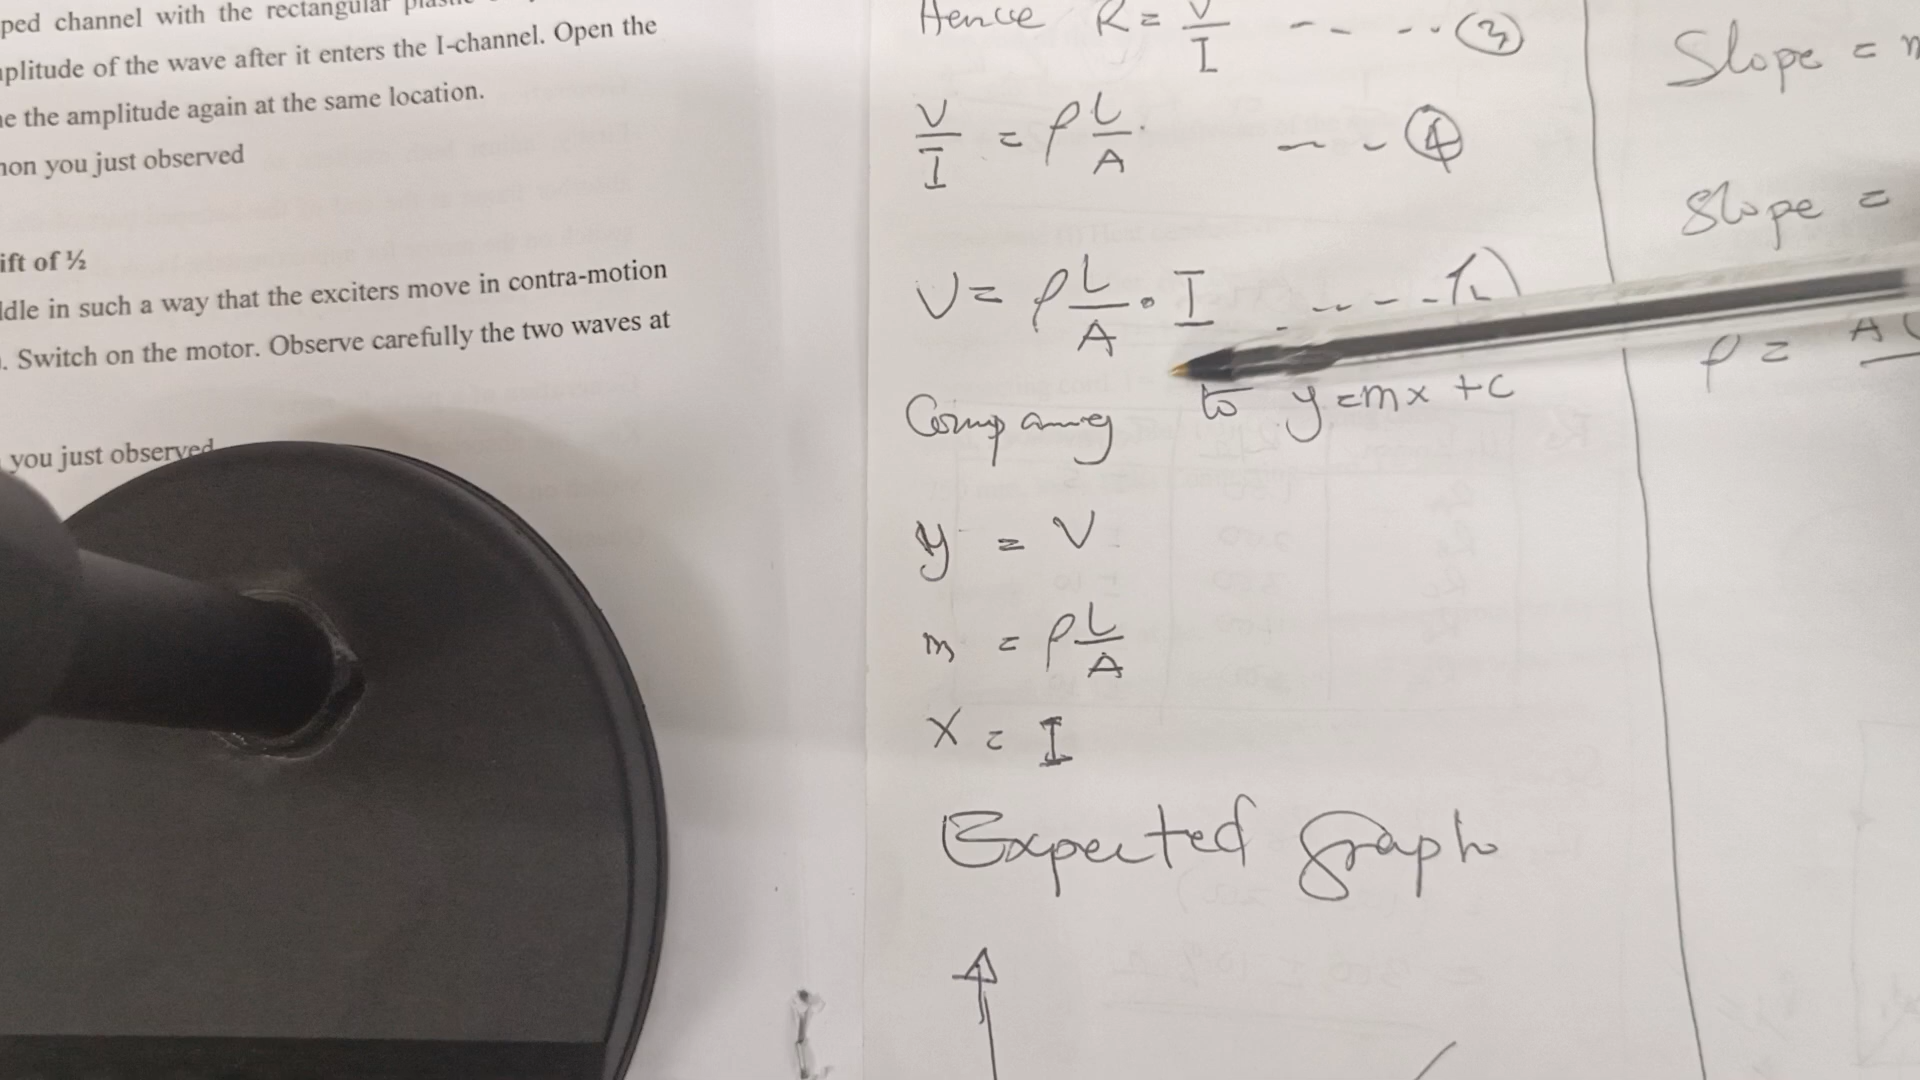 ped channel with the rectangular
plitude of the wave after it enters the I-channel. Open the
e the amplitude again at the same location.
non you just observed
ift of ½
ddle in such a way that the exciters move in contra-motion
. Switch on the motor. Observe carefully the two waves at
you just observed
Hence R = V/I - - - -- (3)
V/I = ρ L/A. - - (4)
V = ρ L/A . I - - - -
Comparing to y = mx + c
y = V
m = ρ L/A
X = I
Expected graph
Slope =
Slope =
ρ = A